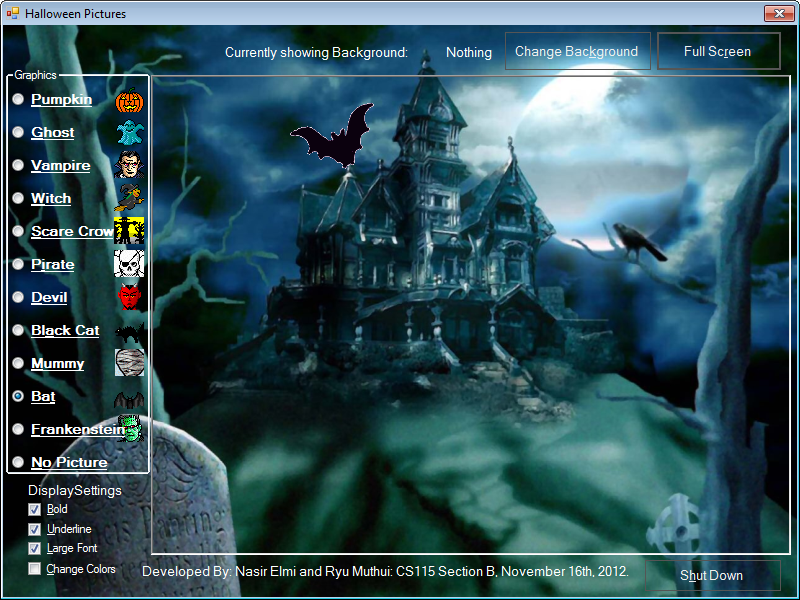 Halloween Pictures
Currently showing Background: Nothing
Change Background
Full Screen
Graphics
Pumpkin
Ghost
Vampire
Witch
Scare Crow
Pirate
Devil
Black Cat
Mummy
Bat
Frankenstein
No Picture
DisplaySettings
Bold
Underline
Large Font
Change Colors
Developed By: Nasir Elmi and Ryu Muthui: CS115 Section B, November 16th, 2012.
Shut Down